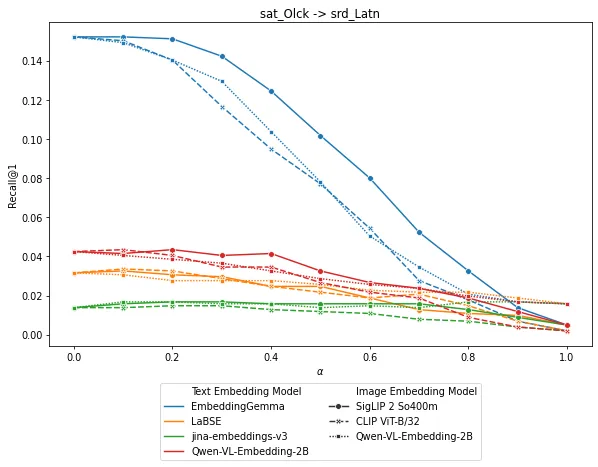 sat_Olck -> srd_Latn
Recall@1
0.14
0.12
0.10
0.08
0.06
0.04
0.02
0.00
0.0 0.2 0.4 0.6 0.8 1.0
α
Text Embedding Model
EmbeddingGemma
LaBSE
jina-embeddings-v3
Qwen-VL-Embedding-2B
Image Embedding Model
SigLIP 2 So400m
CLIP ViT-B/32
Qwen-VL-Embedding-2B